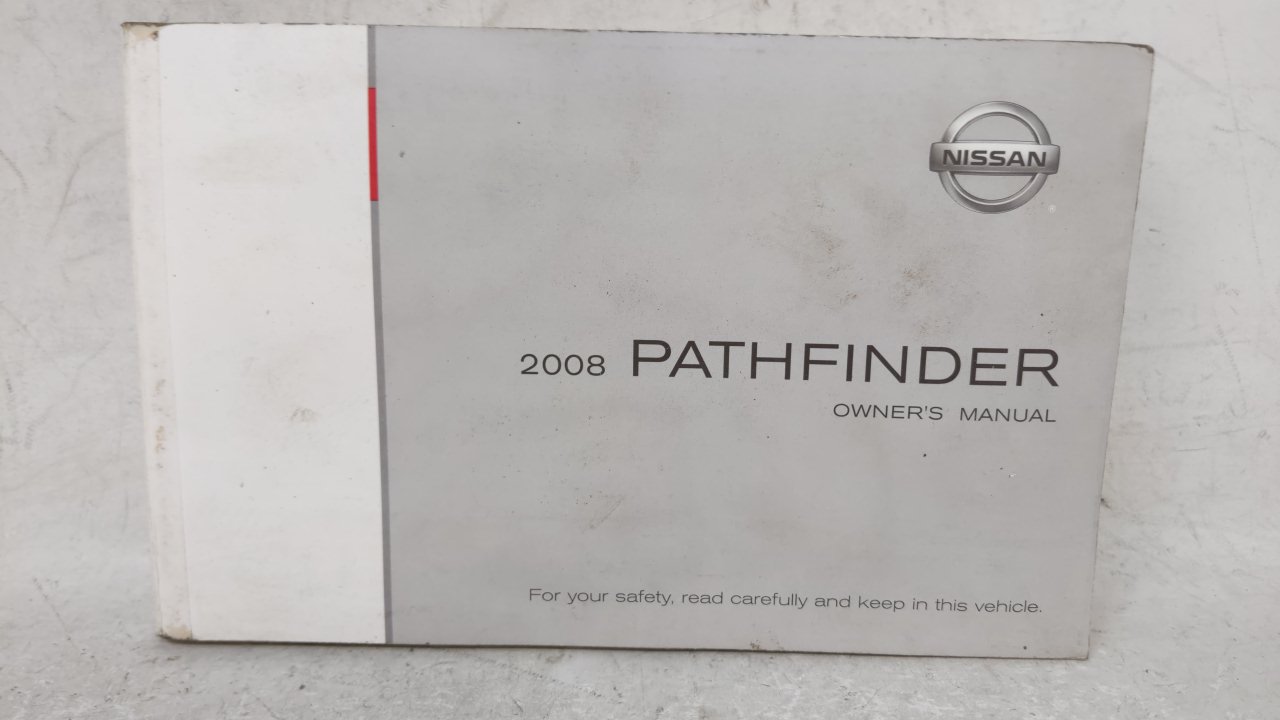 NISSAN
®
2008 PATHFINDER
OWNER'S MANUAL
For your safety, read carefully and keep in this vehicle.